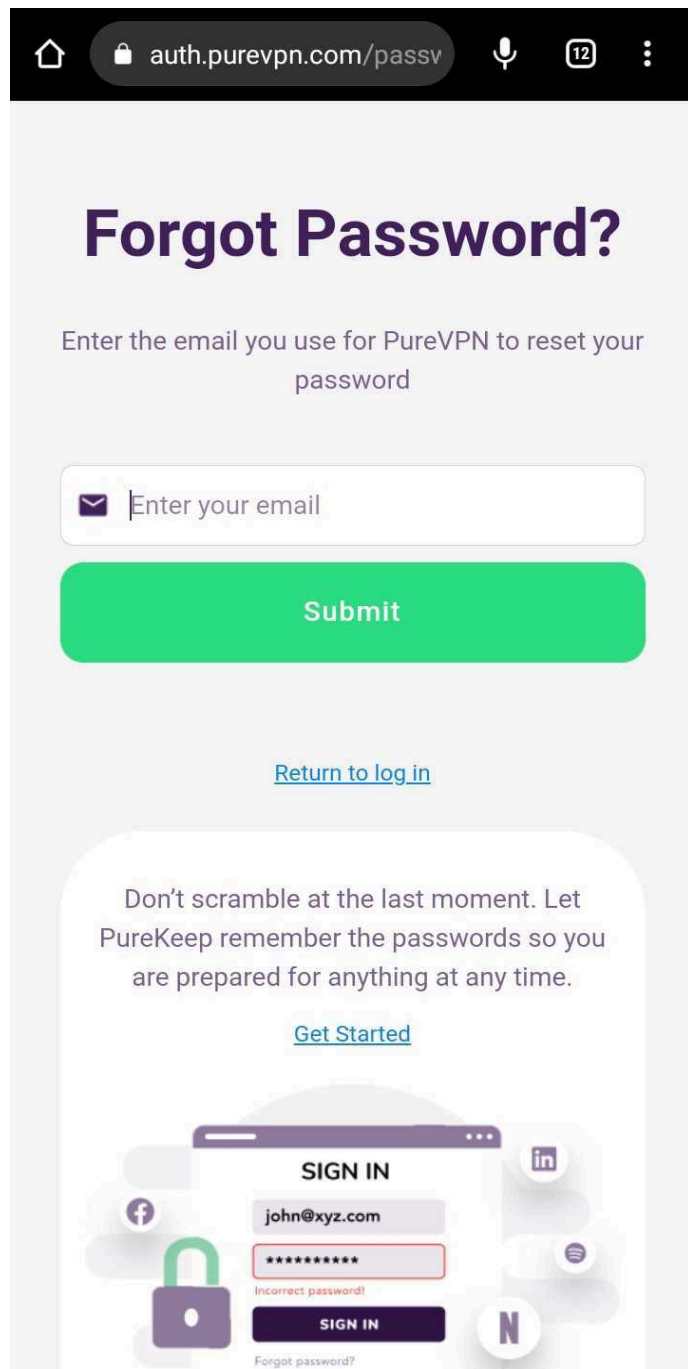 auth.purevpn.com/passw
12
Forgot Password?
Enter the email you use for PureVPN to reset your
password
Enter your email
Submit
Return to log in
Don’t scramble at the last moment. Let
PureKeep remember the passwords so you
are prepared for anything at any time.
Get Started
SIGN IN
in
john@xyz.com
**********
Incorrect password!
SIGN IN
N
Forgot password?